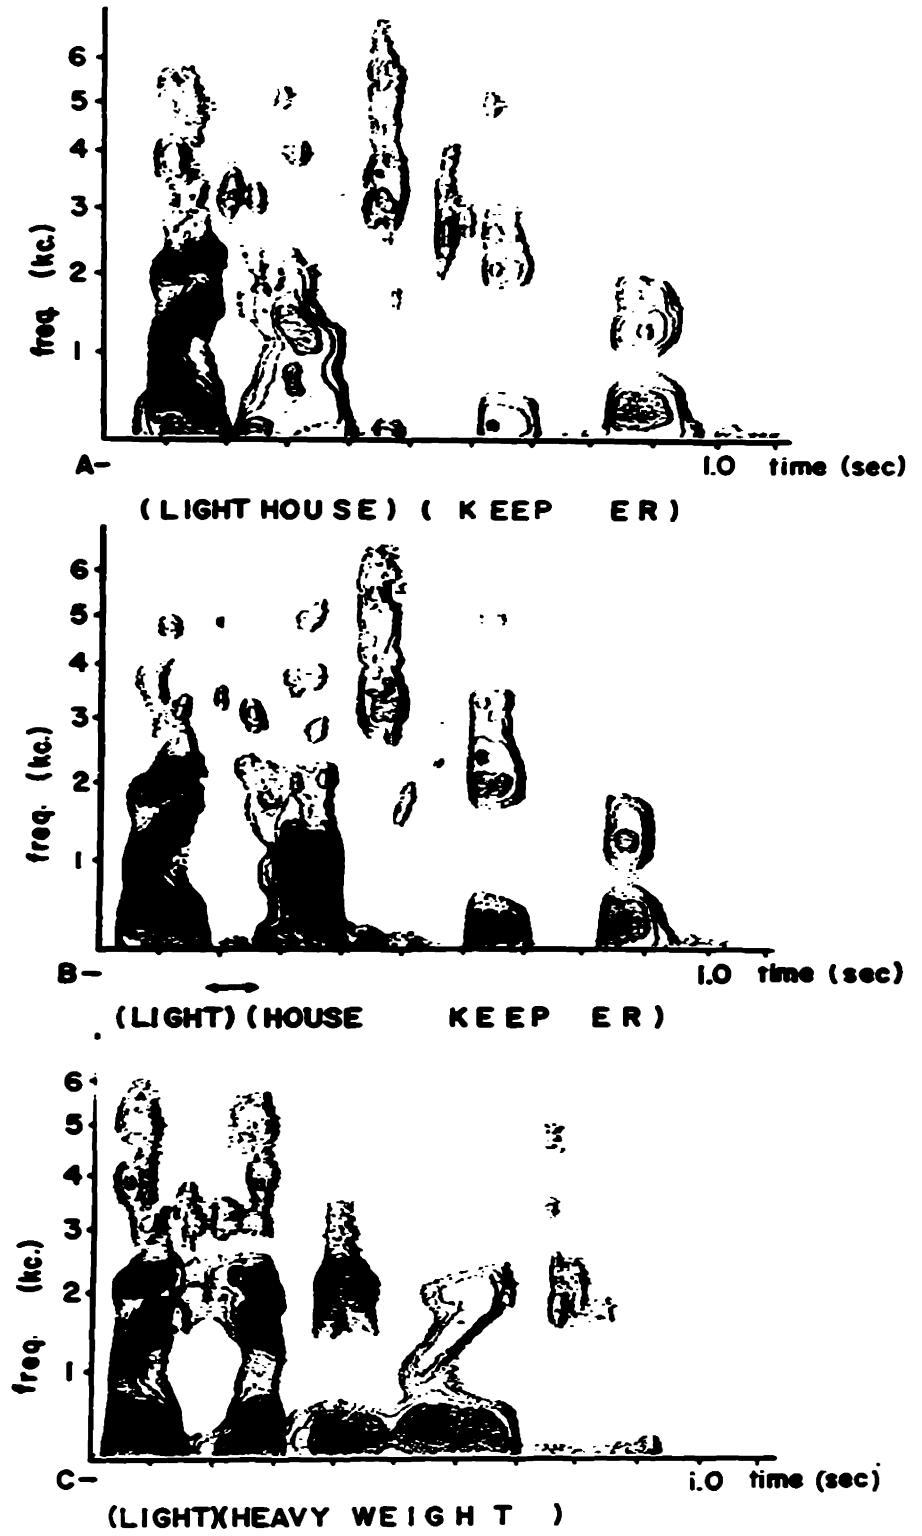 6
5
4
3
2
1
freq. (kc.)
A-
1.0 time (sec)
(LIGHT HOUSE) ( KEEP ER)
6
5
4
3
2
1
freq. (kc.)
B-
1.0 time (sec)
(LIGHT) (HOUSE KEEP ER)
6
5
4
3
2
1
freq. (kc.)
C-
1.0 time (sec)
(LIGHT)(HEAVY WEIGHT )